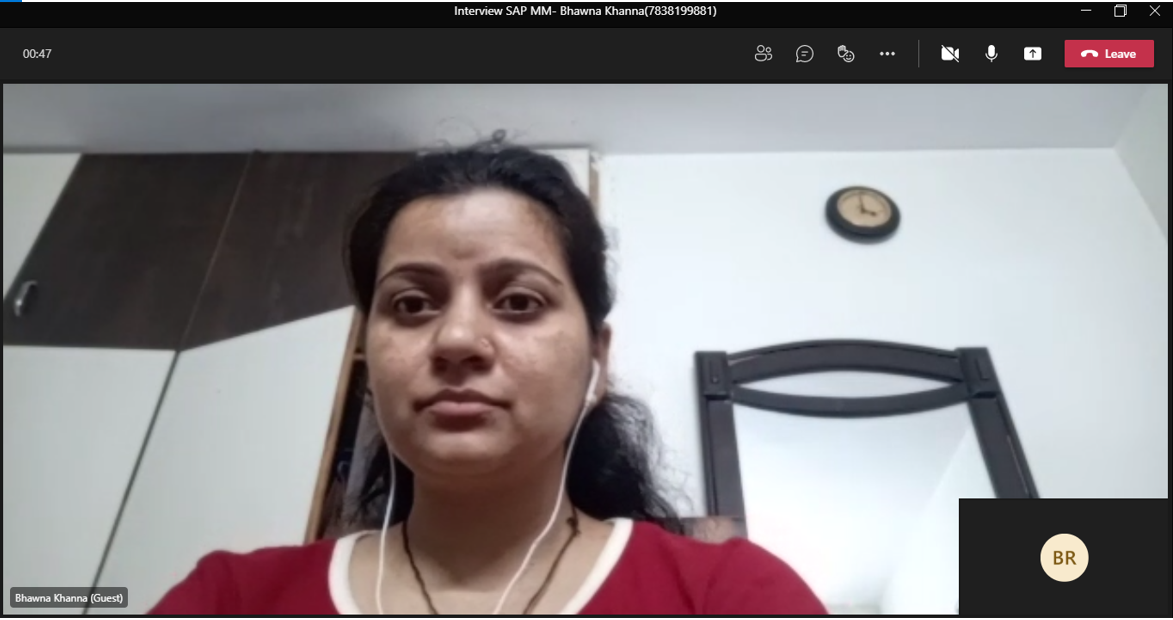 Interview SAP MM- Bhawna Khanna(7838199881)
00:47
Leave
Bhawna Khanna (Guest)
BR